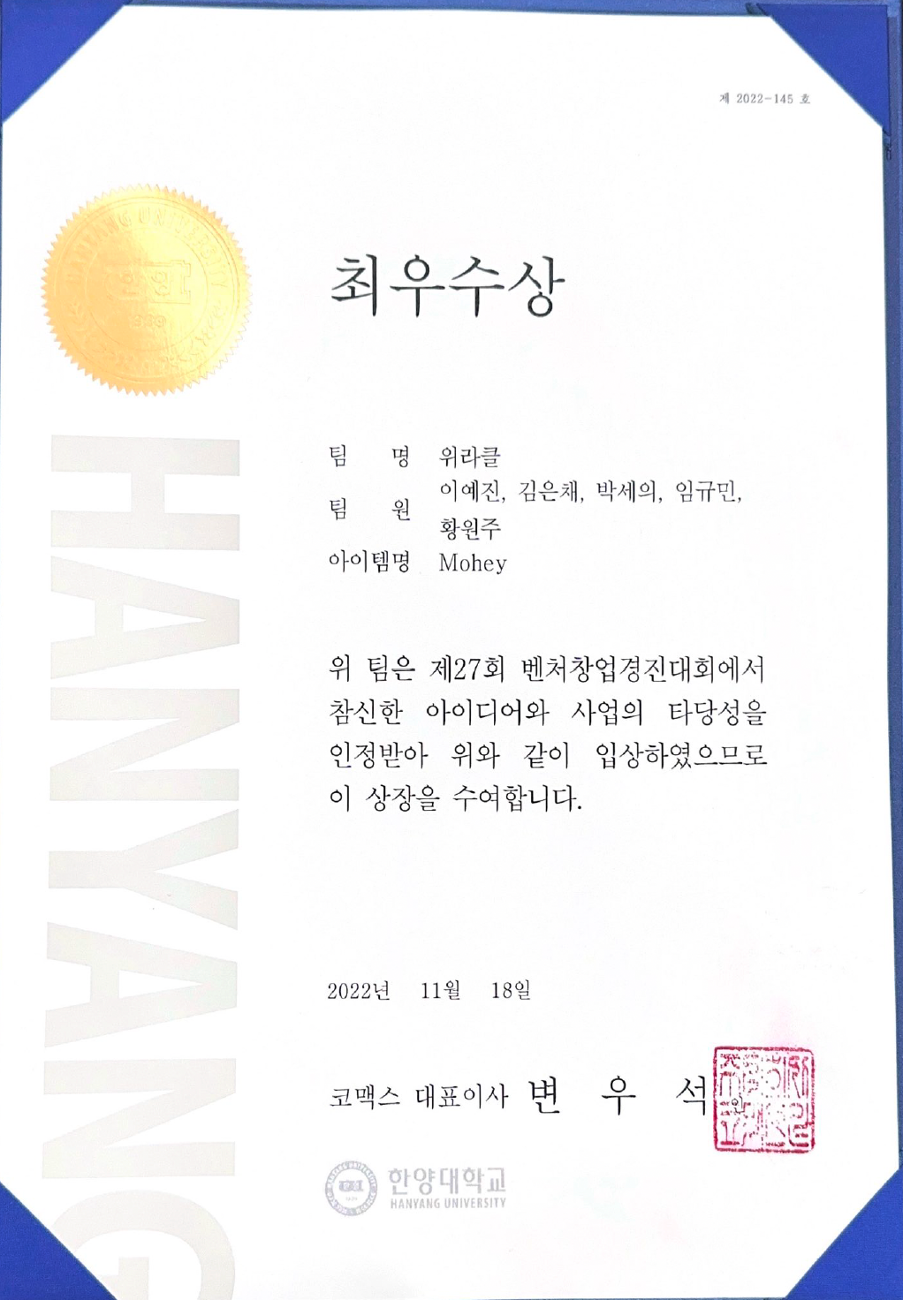 제 2022-145 호
최우수상
팀 명 위라클
팀 원 이예진, 김은채, 박세의, 임규민,
황원주
아이템명 Mohey
위 팀은 제27회 벤처창업경진대회에서
참신한 아이디어와 사업의 타당성을
인정받아 위와 같이 입상하였으므로
이 상장을 수여합니다.
2022년 11월 18일
코맥스 대표이사 변 우 석 인
한양대학교
HANYANG UNIVERSITY
HANYANG